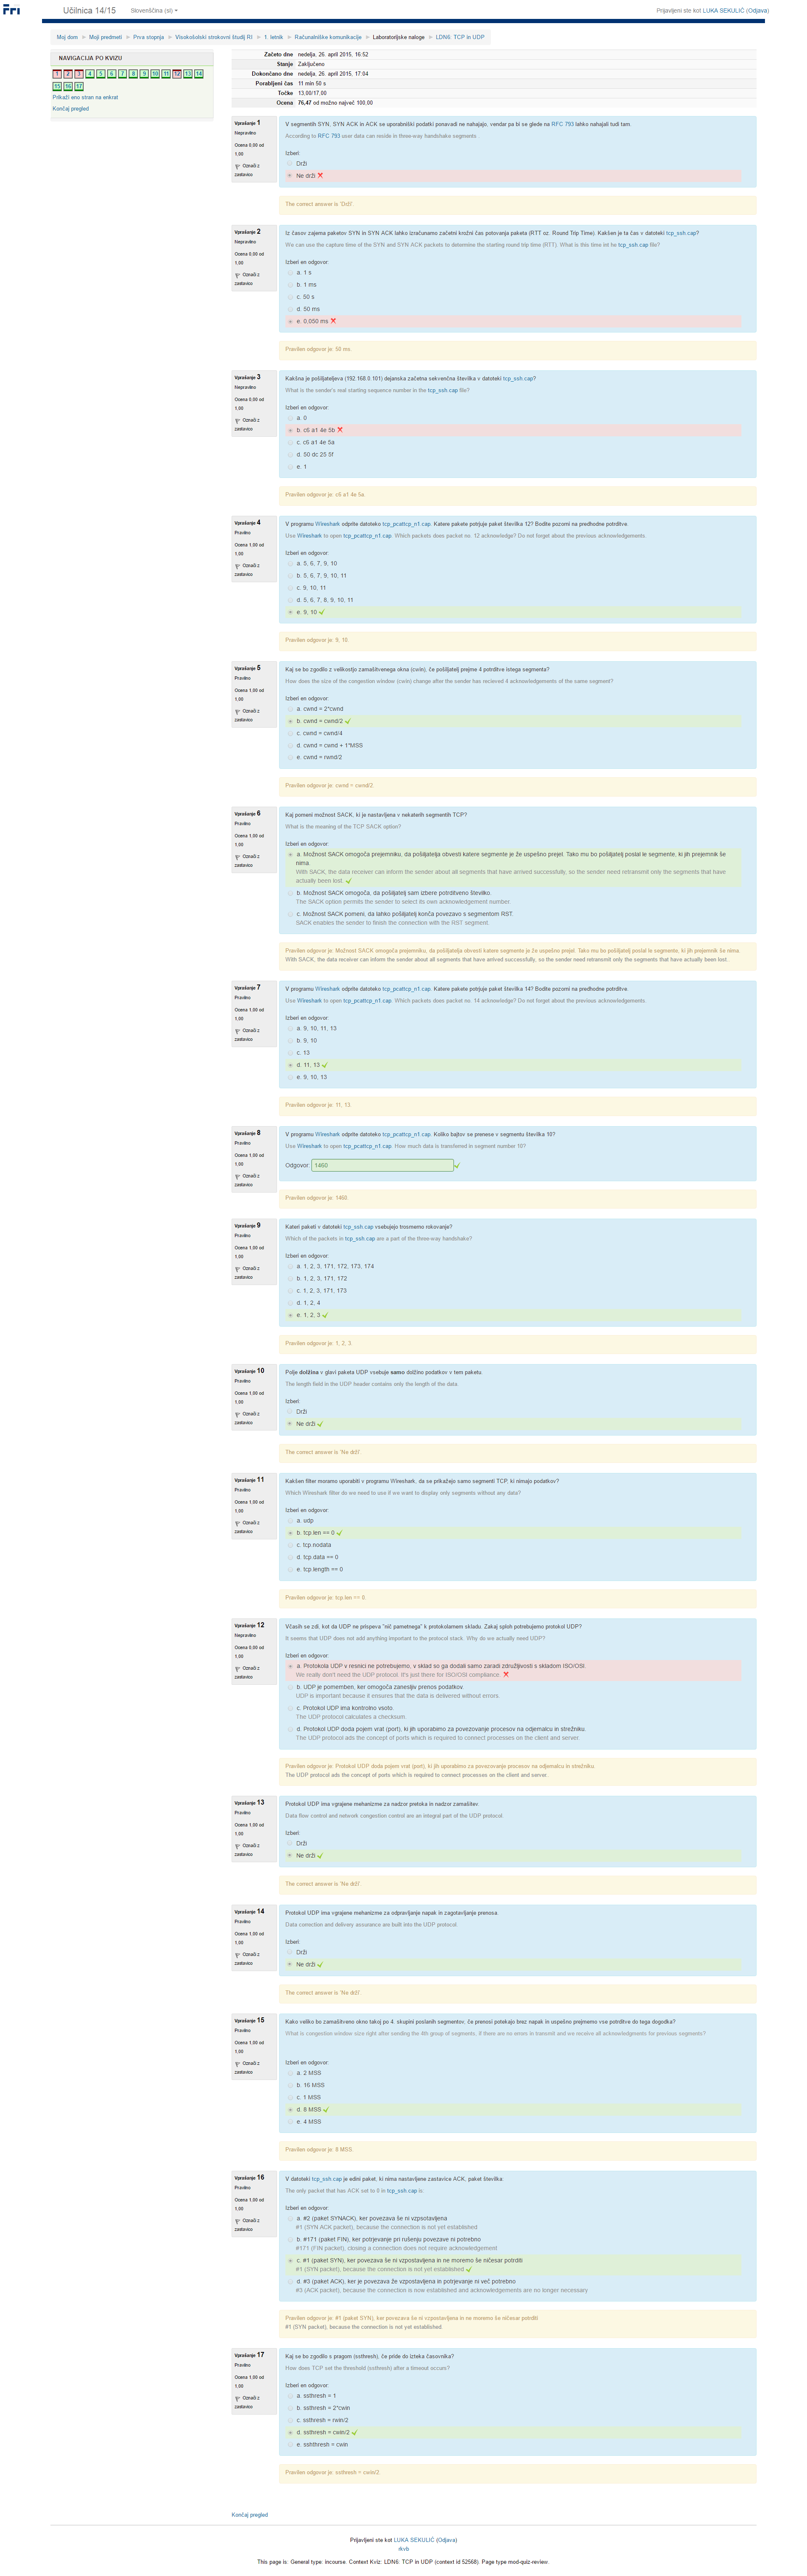 Fri
Učilnica 14/15
Slovenščina (sl)
Prijavljeni ste kot LUKA SEKULIĆ (Odjava)
Moj dom ► Moji predmeti ► Prva stopnja ► Visokošolski strokovni študij RI ► 1. letnik ► Računalniške komunikacije ► Laboratorijske naloge ► LDN6: TCP in UDP
NAVIGACIJA PO KVIZU
1 2 3 4 5 6 7 8 9 10 11 12 13 14
15 16 17
Prikaži eno stran na enkrat
Končaj pregled
Začeto dne nedelja, 26. april 2015, 16:52
Stanje Zaključeno
Dokončano dne nedelja, 26. april 2015, 17:04
Porabljeni čas 11 min 50 s
Točke 13,00/17,00
Ocena 76,47 od možno največ 100,00
Vprašanje 1
Nepravilno
Ocena 0,00 od
1,00
Označi z
zastavico
V segmentih SYN, SYN ACK in ACK se uporabniški podatki ponavadi ne nahajajo, vendar pa bi se glede na RFC 793 lahko nahajali tudi tam.
According to RFC 793 user data can reside in three-way handshake segments.
Izberi:
Drži
Ne drži
The correct answer is 'Drži'.
Vprašanje 2
Nepravilno
Ocena 0,00 od
1,00
Označi z
zastavico
Iz časov zajema paketov SYN in SYN ACK lahko izračunamo začetni krožni čas potovanja paketa (RTT oz. Round Trip Time). Kakšen je ta čas v datoteki tcp_ssh.cap?
We can use the capture time of the SYN and SYN ACK packets to determine the starting round trip time (RTT). What is this time int he tcp_ssh.cap file?
Izberi en odgovor:
a. 1 s
b. 1 ms
c. 50 s
d. 50 ms
e. 0,050 ms
Pravilen odgovor je: 50 ms.
Vprašanje 3
Nepravilno
Ocena 0,00 od
1,00
Označi z
zastavico
Kakšna je pošiljateljeva (192.168.0.101) dejanska začetna sekvenčna številka v datoteki tcp_ssh.cap?
What is the sender's real starting sequence number in the tcp_ssh.cap file?
Izberi en odgovor:
a. 0
b. c6 a1 4e 5b
c. c6 a1 4e 5a
d. 50 dc 25 5f
e. 1
Pravilen odgovor je: c6 a1 4e 5a.
Vprašanje 4
Pravilno
Ocena 1,00 od
1,00
Označi z
zastavico
V programu Wireshark odprite datoteko tcp_pcattcp_n1.cap. Katere pakete potrjuje paket številka 12? Bodite pozorni na predhodne potrditve.
Use Wireshark to open tcp_pcattcp_n1.cap. Which packets does packet no. 12 acknowledge? Do not forget about the previous acknowledgements.
Izberi en odgovor:
a. 5, 6, 7, 9, 10
b. 5, 6, 7, 9, 10, 11
c. 9, 10, 11
d. 5, 6, 7, 8, 9, 10, 11
e. 9, 10
Pravilen odgovor je: 9, 10.
Vprašanje 5
Pravilno
Ocena 1,00 od
1,00
Označi z
zastavico
Kaj se bo zgodilo z velikostjo zamašitvenega okna (cwin), če pošiljatelj prejme 4 potrditve istega segmenta?
How does the size of the congestion window (cwin) change after the sender has recieved 4 acknowledgements of the same segment?
Izberi en odgovor:
a. cwnd = 2*cwnd
b. cwnd = cwnd/2
c. cwnd = cwnd/4
d. cwnd = cwnd + 1*MSS
e. cwnd = rwnd/2
Pravilen odgovor je: cwnd = cwnd/2.
Vprašanje 6
Pravilno
Ocena 1,00 od
1,00
Označi z
zastavico
Kaj pomeni možnost SACK, ki je nastavljena v nekaterih segmentih TCP?
What is the meaning of the TCP SACK option?
Izberi en odgovor:
a. Možnost SACK omogoča prejemniku, da pošiljatelja obvesti katere segmente je že uspešno prejel. Tako mu bo pošiljatelj poslal le segmente, ki jih prejemnik še
nima.
With SACK, the data receiver can inform the sender about all segments that have arrived successfully, so the sender need retransmit only the segments that have
actually been lost.
b. Možnost SACK omogoča, da pošiljatelj sam izbere potrditveno številko.
The SACK option permits the sender to select its own acknowledgement number.
c. Možnost SACK pomeni, da lahko pošiljatelj konča povezavo s segmentom RST.
SACK enables the sender to finish the connection with the RST segment.
Pravilen odgovor je: Možnost SACK omogoča prejemniku, da pošiljatelja obvesti katere segmente je že uspešno prejel. Tako mu bo pošiljatelj poslal le segmente, ki jih prejemnik še nima.
With SACK, the data receiver can inform the sender about all segments that have arrived successfully, so the sender need retransmit only the segments that have actually been lost.
Vprašanje 7
Pravilno
Ocena 1,00 od
1,00
Označi z
zastavico
V programu Wireshark odprite datoteko tcp_pcattcp_n1.cap. Katere pakete potrjuje paket številka 14? Bodite pozorni na predhodne potrditve.
Use Wireshark to open tcp_pcattcp_n1.cap. Which packets does packet no. 14 acknowledge? Do not forget about the previous acknowledgements.
Izberi en odgovor:
a. 9, 10, 11, 13
b. 9, 10
c. 13
d. 11, 13
e. 9, 10, 13
Pravilen odgovor je: 11, 13.
Vprašanje 8
Pravilno
Ocena 1,00 od
1,00
Označi z
zastavico
V programu Wireshark odprite datoteko tcp_pcattcp_n1.cap. Koliko bajtov se prenese v segmentu številka 10?
Use Wireshark to open tcp_pcattcp_n1.cap. How much data is transferred in segment number 10?
Odgovor: 1460
Pravilen odgovor je: 1460.
Vprašanje 9
Pravilno
Ocena 1,00 od
1,00
Označi z
zastavico
Kateri paketi v datoteki tcp_ssh.cap vsebujejo trosmerno rokovanje?
Which of the packets in tcp_ssh.cap are a part of the three-way handshake?
Izberi en odgovor:
a. 1, 2, 3, 171, 172, 173, 174
b. 1, 2, 3, 171, 172
c. 1, 2, 3, 171, 173
d. 1, 2, 4
e. 1, 2, 3
Pravilen odgovor je: 1, 2, 3.
Vprašanje 10
Pravilno
Ocena 1,00 od
1,00
Označi z
zastavico
Polje dolžina v glavi paketa UDP vsebuje samo dolžino podatkov v tem paketu.
The length field in the UDP header contains only the length of the data.
Izberi:
Drži
Ne drži
The correct answer is 'Ne drži'.
Vprašanje 11
Pravilno
Ocena 1,00 od
1,00
Označi z
zastavico
Kakšen filter moramo uporabiti v programu Wireshark, da se prikažejo samo segmenti TCP, ki nimajo podatkov?
Which Wireshark filter do we need to use if we want to display only segments without any data?
Izberi en odgovor:
a. udp
b. tcp.len == 0
c. tcp.nodata
d. tcp.data == 0
e. tcp.length == 0
Pravilen odgovor je: tcp.len == 0.
Vprašanje 12
Nepravilno
Ocena 0,00 od
1,00
Označi z
zastavico
Včasih se zdi, kot da UDP ne prispeva "nič pametnega" k protokolarnem skladu. Zakaj sploh potrebujemo protokol UDP?
It seems that UDP does not add anything important to the protocol stack. Why do we actually need UDP?
Izberi en odgovor:
a. Protokola UDP v resnici ne potrebujemo, v sklad so ga dodali samo zaradi združljivosti s skladom ISO/OSI.
We really don't need the UDP protocol. It's just there for ISO/OSI compliance.
b. UDP je pomemben, ker omogoča zanesljiv prenos podatkov.
UDP is important because it ensures that the data is delivered without errors.
c. Protokol UDP ima kontrolno vsoto.
The UDP protocol calculates a checksum.
d. Protokol UDP doda pojem vrat (port), ki jih uporabimo za povezovanje procesov na odjemalcu in strežniku.
The UDP protocol ads the concept of ports which is required to connect processes on the client and server.
Pravilen odgovor je: Protokol UDP doda pojem vrat (port), ki jih uporabimo za povezovanje procesov na odjemalcu in strežniku.
The UDP protocol ads the concept of ports which is required to connect processes on the client and server.
Vprašanje 13
Pravilno
Ocena 1,00 od
1,00
Označi z
zastavico
Protokol UDP ima vgrajene mehanizme za nadzor pretoka in nadzor zamašitev.
Data flow control and network congestion control are an integral part of the UDP protocol.
Izberi:
Drži
Ne drži
The correct answer is 'Ne drži'.
Vprašanje 14
Pravilno
Ocena 1,00 od
1,00
Označi z
zastavico
Protokol UDP ima vgrajene mehanizme za odpravljanje napak in zagotavljanje prenosa.
Data correction and delivery assurance are built into the UDP protocol.
Izberi:
Drži
Ne drži
The correct answer is 'Ne drži'.
Vprašanje 15
Pravilno
Ocena 1,00 od
1,00
Označi z
zastavico
Kako veliko bo zamašitveno okno takoj po 4. skupini poslanih segmentov, če prenosi potekajo brez napak in uspešno prejmemo vse potrditve do tega dogodka?
What is congestion window size right after sending the 4th group of segments, if there are no errors in transmit and we receive all acknowledgments for previous segments?
Izberi en odgovor:
a. 2 MSS
b. 16 MSS
c. 1 MSS
d. 8 MSS
e. 4 MSS
Pravilen odgovor je: 8 MSS.
Vprašanje 16
Pravilno
Ocena 1,00 od
1,00
Označi z
zastavico
V datoteki tcp_ssh.cap je edini paket, ki nima nastavljene zastavice ACK, paket številka:
The only packet that has ACK set to 0 in tcp_ssh.cap is:
Izberi en odgovor:
a. #2 (paket SYNACK), ker povezava še ni vzpsotavljena
#1 (SYN ACK packet), because the connection is not yet established
b. #171 (paket FIN), ker potrjevanje pri rušenju povezave ni potrebno
#171 (FIN packet), closing a connection does not require acknowledgement
c. #1 (paket SYN), ker povezava še ni vzpostavljena in ne moremo še ničesar potrditi
#1 (SYN packet), because the connection is not yet established
d. #3 (paket ACK), ker je povezava že vzpostavljena in potrjevanje ni več potrebno
#3 (ACK packet), because the connection is now established and acknowledgements are no longer necessary
Pravilen odgovor je: #1 (paket SYN), ker povezava še ni vzpostavljena in ne moremo še ničesar potrditi
#1 (SYN packet), because the connection is not yet established.
Vprašanje 17
Pravilno
Ocena 1,00 od
1,00
Označi z
zastavico
Kaj se bo zgodilo s pragom (ssthresh), če pride do izteka časovnika?
How does TCP set the threshold (ssthresh) after a timeout occurs?
Izberi en odgovor:
a. ssthresh = 1
b. ssthresh = 2*cwin
c. ssthresh = rwin/2
d. ssthresh = cwin/2
e. sshthresh = cwin
Pravilen odgovor je: ssthresh = cwin/2.
Končaj pregled
Prijavljeni ste kot LUKA SEKULIĆ (Odjava)
rkvb
This page is: General type: incourse. Context Kviz: LDN6: TCP in UDP (context id 52568). Page type mod-quiz-review.